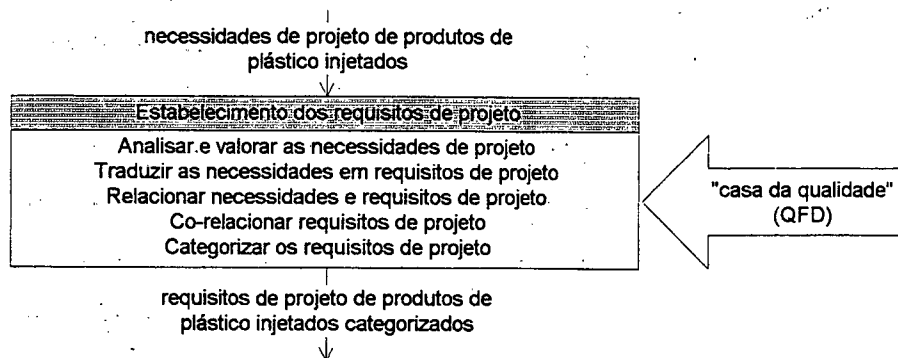 necessidades de projeto de produtos de
plástico injetados
Estabelecimento dos requisitos de projeto
Analisar e valorar as necessidades de projeto
Traduzir as necessidades em requisitos de projeto
Relacionar necessidades e requisitos de projeto
Co-relacionar requisitos de projeto
Categorizar os requisitos de projeto
"casa da qualidade"
(QFD)
requisitos de projeto de produtos de
plástico injetados categorizados